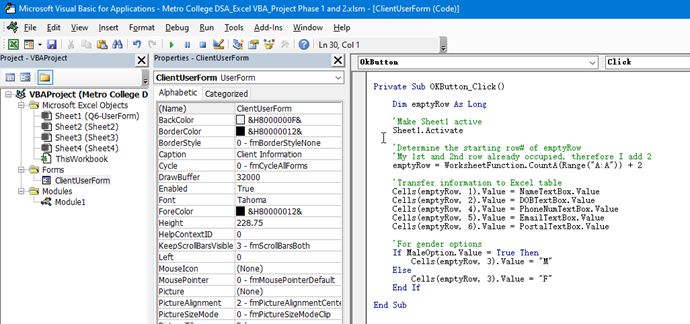 Microsoft Visual Basic for Applications - Metro College DSA_Excel VBA_Project Phase 1 and 2.xlsm - [ClientUserForm (Code)]
File Edit View Insert Format Debug Run Tools Add-Ins Window Help
Ln 30, Col 1
Project - VBAProject
VBAProject (Metro College D
Microsoft Excel Objects
Sheet1 (Q6-UserForm)
Sheet2 (Sheet2)
Sheet3 (Sheet3)
Sheet4 (Sheet4)
ThisWorkbook
Forms
ClientUserForm
Modules
Module1
Properties - ClientUserForm
ClientUserForm UserForm
Alphabetic Categorized
(Name) ClientUserForm
BackColor &H8000000F&
BorderColor &H80000012&
BorderStyle 0 - fmBorderStyleNone
Caption Client Information
Cycle 0 - fmCycleAllForms
DrawBuffer 32000
Enabled True
Font Tahoma
ForeColor &H80000012&
Height 228.75
HelpContextID 0
KeepScrollBarsVisible 3 - fmScrollBarsBoth
Left 0
MouseIcon (None)
MousePointer 0 - fmMousePointerDefault
Picture (None)
PictureAlignment 2 - fmPictureAlignmentCente
PictureSizeMode 0 - fmPictureSizeModeClip
OkButton Click
Private Sub OKButton_Click()
Dim emptyRow As Long
'Make Sheet1 active
Sheet1.Activate
'Determine the starting row# of emptyRow
'My 1st and 2nd row already occupied. therefore I add 2
emptyRow = WorksheetFunction.CountA(Range("A:A")) + 2
'Transfer information to Excel table
Cells(emptyRow, 1).Value = NameTextBox.Value
Cells(emptyRow, 2).Value = DOBTextBox.Value
Cells(emptyRow, 4).Value = PhoneNumTextBox.Value
Cells(emptyRow, 5).Value = EmailTextBox.Value
Cells(emptyRow, 6).Value = PostalTextBox.Value
'For gender options
If MaleOption.Value = True Then
Cells(emptyRow, 3).Value = "M"
Else
Cells(emptyRow, 3).Value = "F"
End If
End Sub